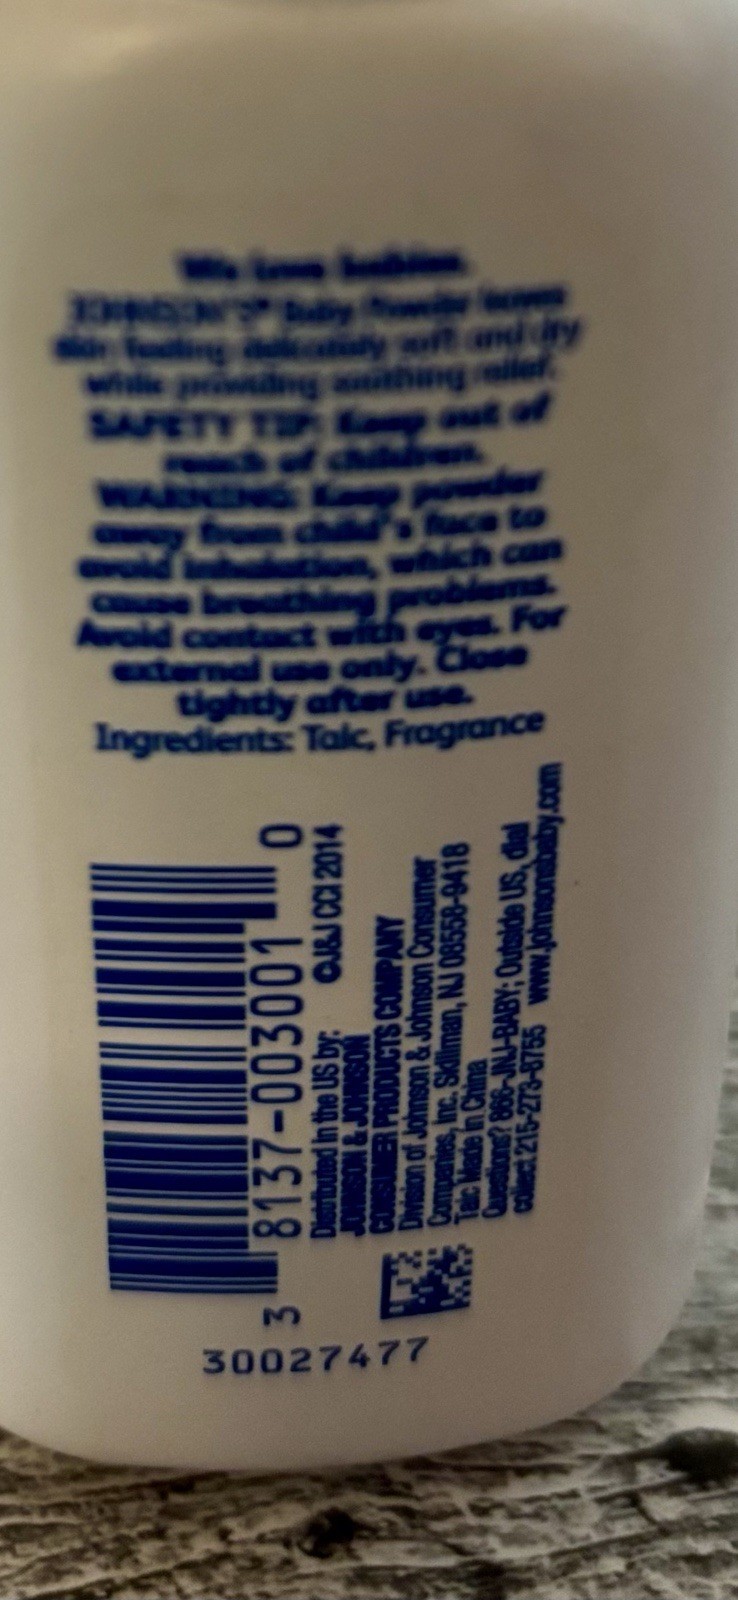 We love babies.
JOHNSON'S® Baby Powder leaves
skin feeling delicately soft and dry
while providing soothing relief.
SAFETY TIP: Keep out of
reach of children.
WARNING: Keep powder
away from child's face to
avoid inhalation, which can
cause breathing problems.
Avoid contact with eyes. For
external use only. Close
tightly after use.
Ingredients: Talc, Fragrance
3 8137-003001 0
Distributed in the US by: ©J&J CCI 2014
JOHNSON & JOHNSON
CONSUMER PRODUCTS COMPANY
Division of Johnson & Johnson Consumer
Companies, Inc. Skillman, NJ 08558-9418
Talc Made in China
Questions? 866-JNJ-BABY; Outside US, dial
collect 215-273-8755 www.johnsonsbaby.com
30027477